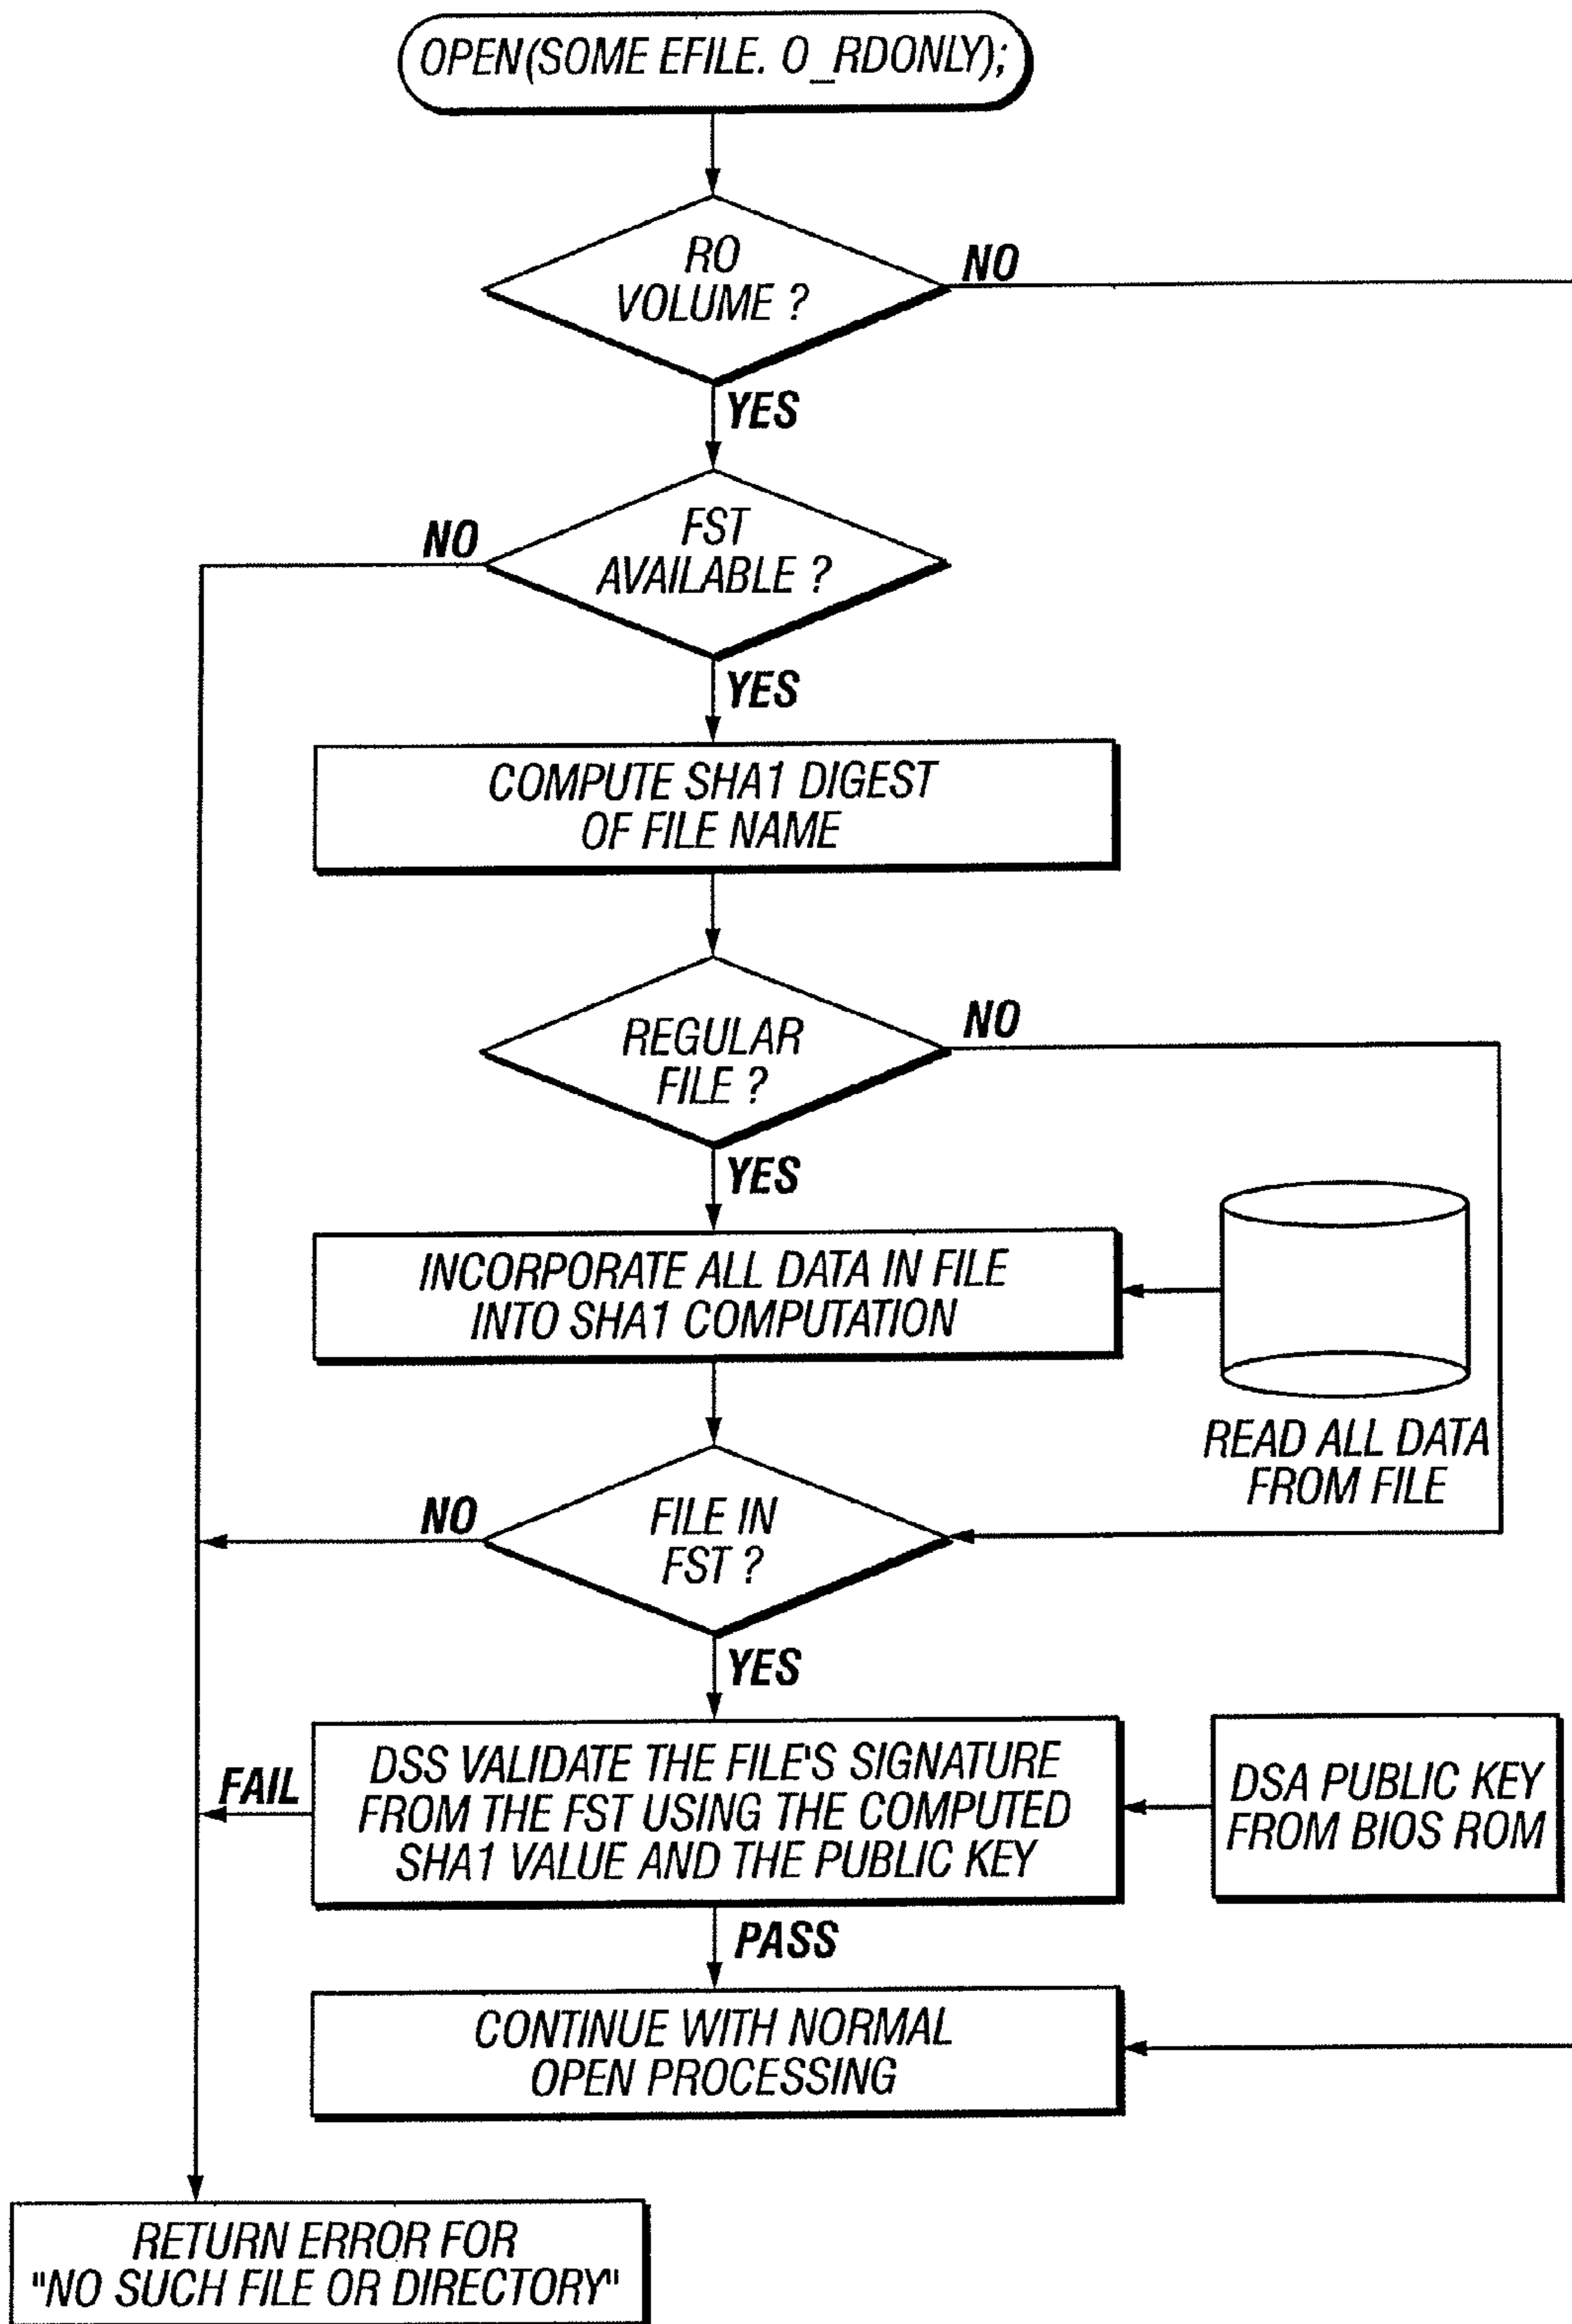 OPEN(SOME EFILE. O_RDONLY);
RO
VOLUME ?
NO
YES
FST
AVAILABLE ?
NO
YES
COMPUTE SHA1 DIGEST
OF FILE NAME
REGULAR
FILE ?
NO
YES
INCORPORATE ALL DATA IN FILE
INTO SHA1 COMPUTATION
READ ALL DATA
FROM FILE
FILE IN
FST ?
NO
YES
DSS VALIDATE THE FILE'S SIGNATURE
FROM THE FST USING THE COMPUTED
SHA1 VALUE AND THE PUBLIC KEY
FAIL
DSA PUBLIC KEY
FROM BIOS ROM
PASS
CONTINUE WITH NORMAL
OPEN PROCESSING
RETURN ERROR FOR
"NO SUCH FILE OR DIRECTORY"